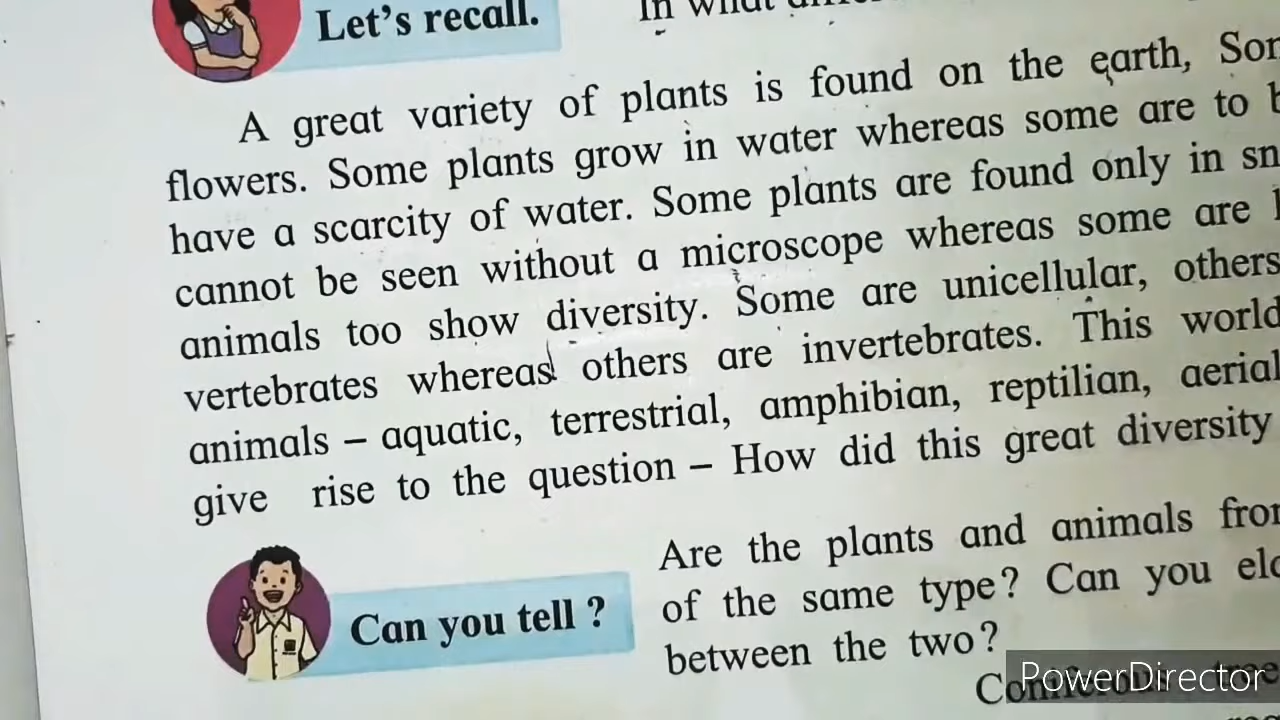 Let's recall.
In what
A great variety of plants is found on the earth,
flowers. Some plants grow in water whereas some are to
have a scarcity of water. Some plants are found only in
cannot be seen without a microscope whereas some are
animals too show diversity. Some are unicellular, others
vertebrates whereas others are invertebrates. This world
animals – aquatic, terrestrial, amphibian, reptilian, aerial
give rise to the question – How did this great diversity
Are the plants and animals
of the same type? Can you
Can you tell ?
between the two?
PowerDirector